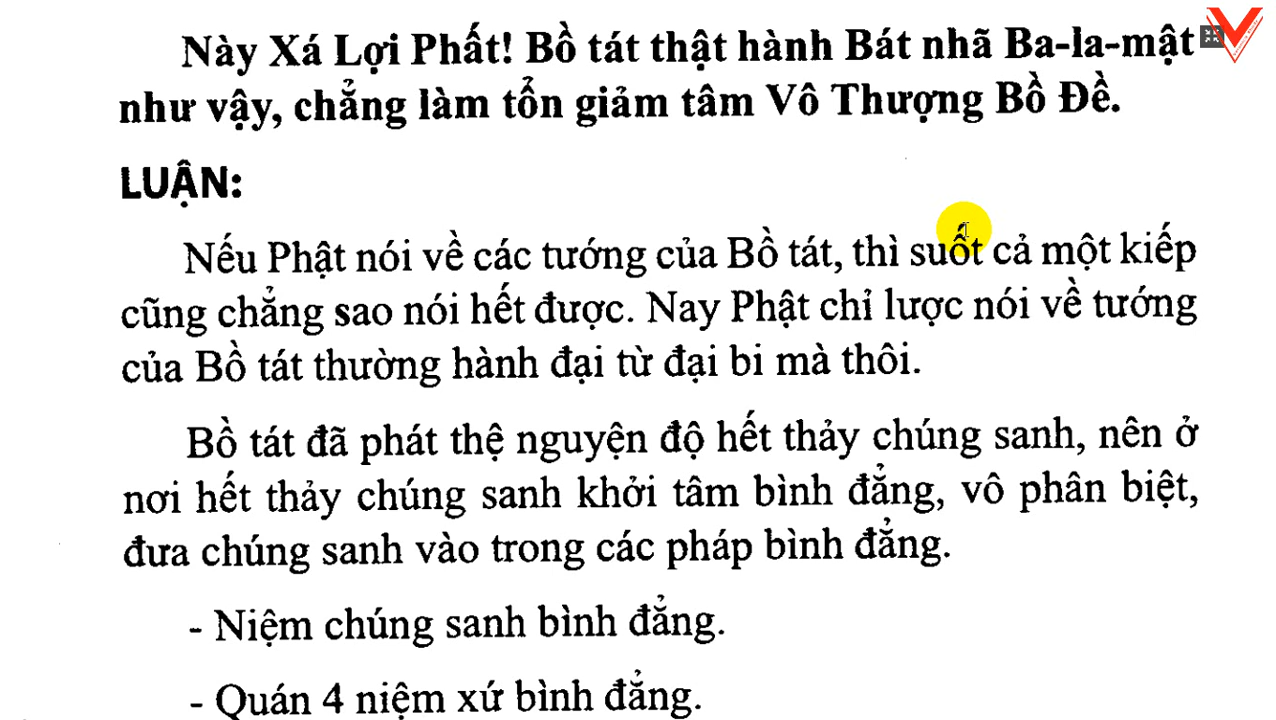 Này Xá Lợi Phất! Bồ tát thật hành Bát nhã Ba-la-mật
như vậy, chẳng làm tổn giảm tâm Vô Thượng Bồ Đề.
LUẬN:
Nếu Phật nói về các tướng của Bồ tát, thì suốt cả một kiếp
cũng chẳng sao nói hết được. Nay Phật chỉ lược nói về tướng
của Bồ tát thường hành đại từ đại bi mà thôi.
Bồ tát đã phát thệ nguyện độ hết thảy chúng sanh, nên ở
nơi hết thảy chúng sanh khởi tâm bình đẳng, vô phân biệt,
đưa chúng sanh vào trong các pháp bình đẳng.
- Niệm chúng sanh bình đẳng.
- Quán 4 niệm xứ bình đẳng.